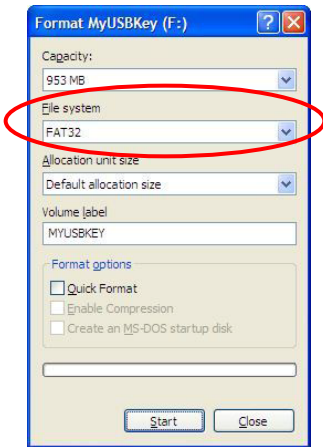 Format MyUSBKey (F:)
Capacity:
953 MB
File system
FAT32
Allocation unit size
Default allocation size
Volume label
MYUSBKEY
Format options
Quick Format
Enable Compression
Create an MS-DOS startup disk
Start Close